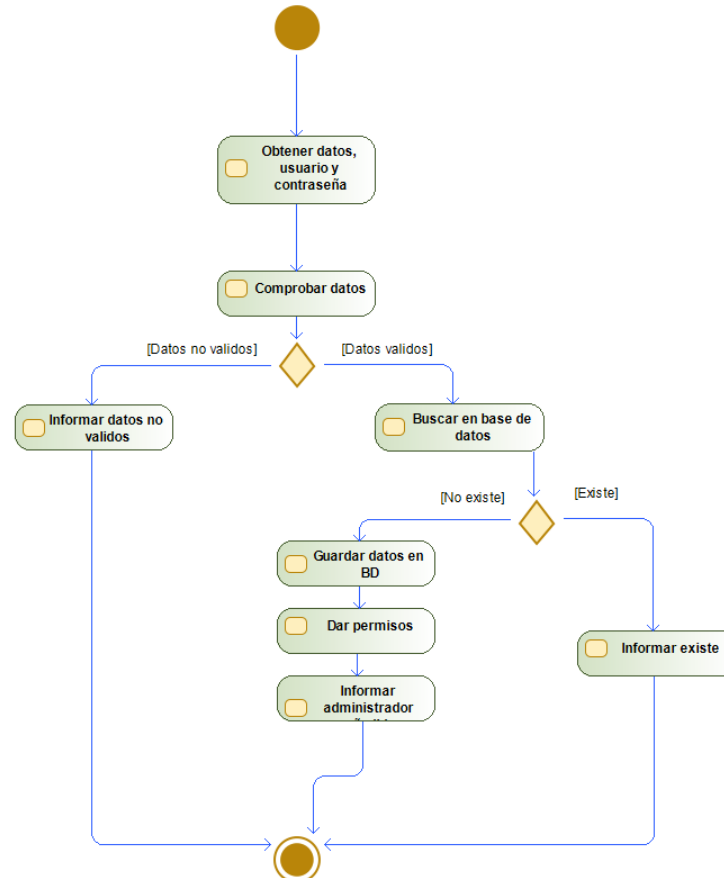 Obtener datos,
usuario y
contraseña
Comprobar datos
[Datos no validos]
[Datos validos]
Informar datos no
validos
Buscar en base de
datos
[No existe]
[Existe]
Guardar datos en
BD
Dar permisos
Informar existe
Informar
administrador